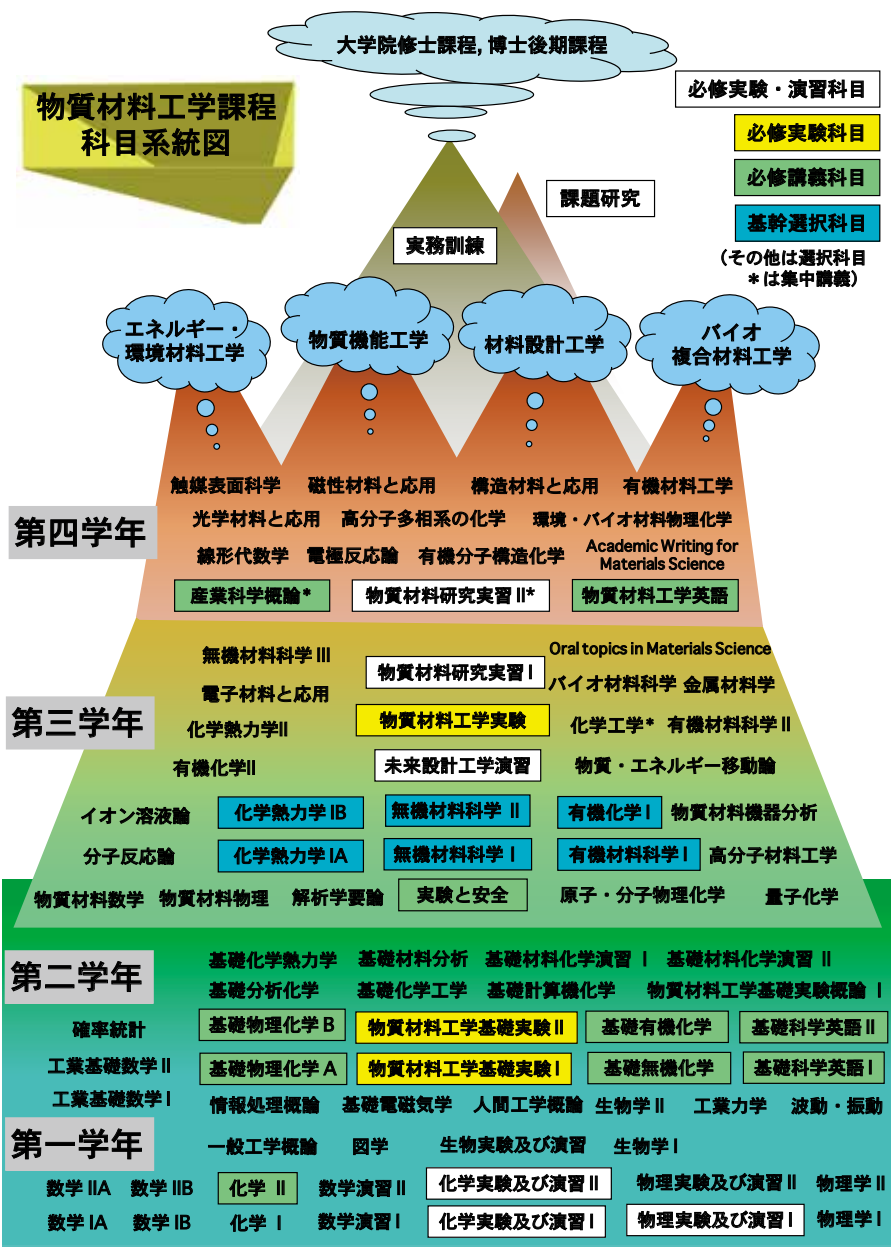 大学院修士課程, 博士後期課程
物質材料工学課程
科目系統図
必修実験・演習科目
必修実験科目
必修講義科目
基幹選択科目
（その他は選択科目
＊は集中講義）
課題研究
実務訓練
エネルギー・
環境材料工学
物質機能工学
材料設計工学
バイオ
複合材料工学
第四学年
触媒表面科学 磁性材料と応用 構造材料と応用 有機材料工学
光学材料と応用 高分子多相系の化学 環境・バイオ材料物理化学
線形代数学 電極反応論 有機分子構造化学 Academic Writing for
Materials Science
産業科学概論* 物質材料研究実習 II* 物質材料工学英語
第三学年
無機材料科学 III 物質材料研究実習 I Oral topics in Materials Science
電子材料と応用 バイオ材料科学 金属材料学
化学熱力学II 物質材料工学実験 化学工学* 有機材料科学 II
有機化学II 未来設計工学演習 物質・エネルギー移動論
イオン溶液論 化学熱力学 IB 無機材料科学 II 有機化学 I 物質材料機器分析
分子反応論 化学熱力学 IA 無機材料科学 I 有機材料科学 I 高分子材料工学
物質材料数学 物質材料物理 解析学要論 実験と安全 原子・分子物理化学 量子化学
第二学年
基礎化学熱力学 基礎材料分析 基礎材料化学演習 I 基礎材料化学演習 II
基礎分析化学 基礎化学工学 基礎計算機化学 物質材料工学基礎実験概論 I
確率統計 基礎物理化学 B 物質材料工学基礎実験 II 基礎有機化学 基礎科学英語 II
工業基礎数学 II 基礎物理化学 A 物質材料工学基礎実験 I 基礎無機化学 基礎科学英語 I
工業基礎数学 I 情報処理概論 基礎電磁気学 人間工学概論 生物学 II 工業力学 波動・振動
第一学年
一般工学概論 図学 生物実験及び演習 生物学 I
数学 IIA 数学 IIB 化学 II 数学演習 II 化学実験及び演習 II 物理実験及び演習 II 物理学 II
数学 IA 数学 IB 化学 I 数学演習 I 化学実験及び演習 I 物理実験及び演習 I 物理学 I